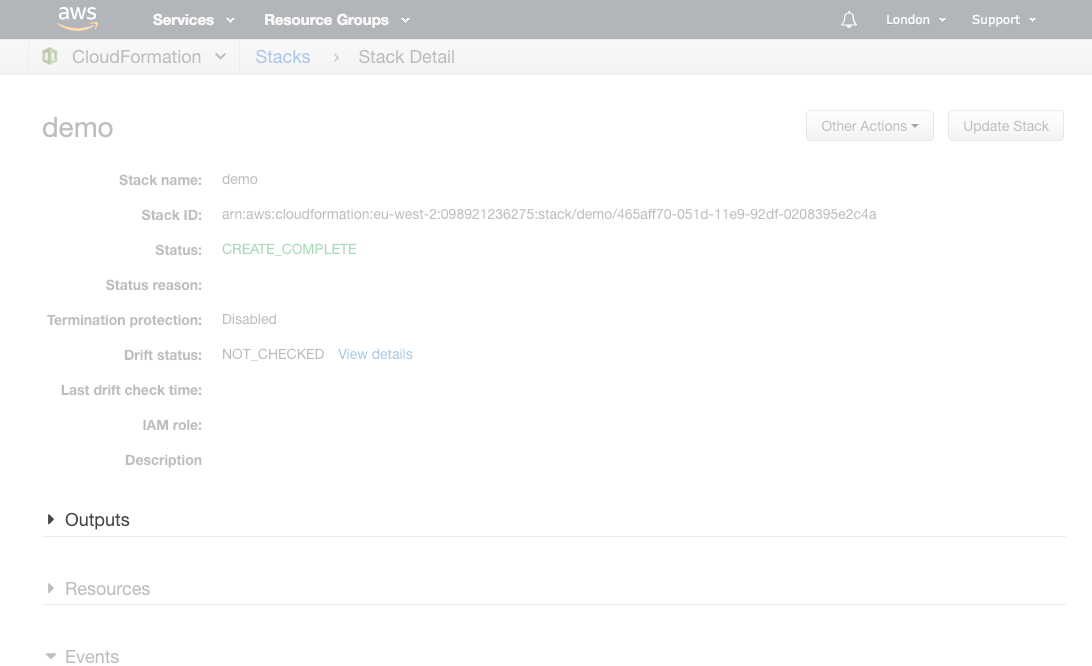 aws Services Resource Groups London Support
CloudFormation Stacks › Stack Detail
demo Other Actions Update Stack
Stack name: demo
Stack ID: arn:aws:cloudformation:eu-west-2:098921236275:stack/demo/465aff70-051d-11e9-92df-0208395e2c4a
Status: CREATE_COMPLETE
Status reason:
Termination protection: Disabled
Drift status: NOT_CHECKED View details
Last drift check time:
IAM role:
Description
Outputs
Resources
Events